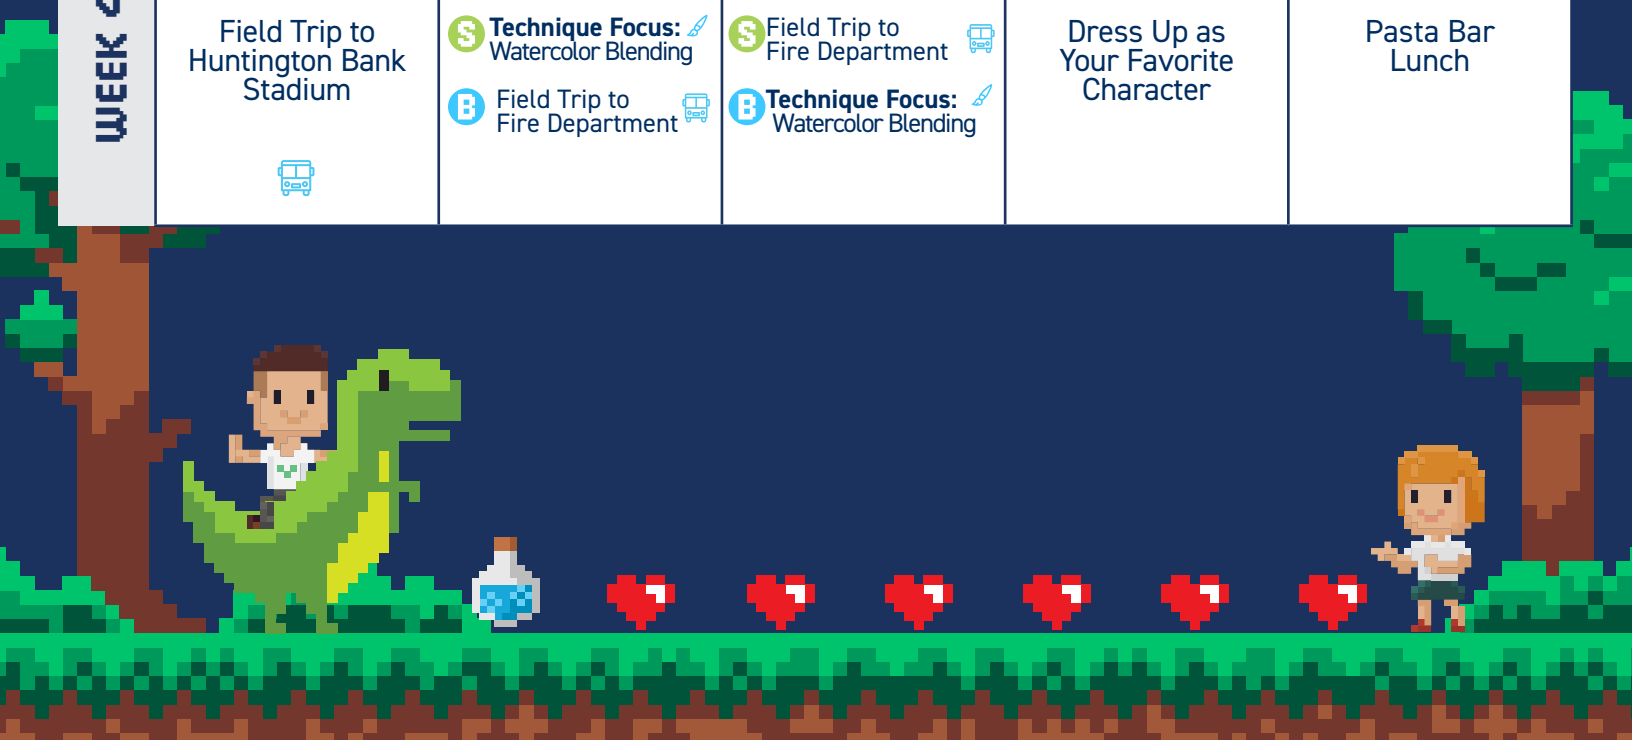 WEEK
Field Trip to
Huntington Bank
Stadium
S Technique Focus:
Watercolor Blending
B Field Trip to
Fire Department
S Field Trip to
Fire Department
B Technique Focus:
Watercolor Blending
Dress Up as
Your Favorite
Character
Pasta Bar
Lunch